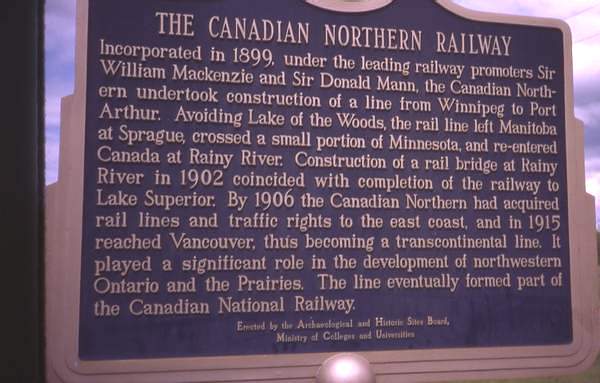 THE CANADIAN NORTHERN RAILWAY
Incorporated in 1899, under the leading railway promoters Sir
William Mackenzie and Sir Donald Mann, the Canadian North-
ern undertook construction of a line from Winnipeg to Port
Arthur. Avoiding Lake of the Woods, the rail line left Manitoba
at Sprague, crossed a small portion of Minnesota, and re-entered
Canada at Rainy River. Construction of a rail bridge at Rainy
River in 1902 coincided with completion of the railway to
Lake Superior. By 1906 the Canadian Northern had acquired
rail lines and traffic rights to the east coast, and in 1915
reached Vancouver, thus becoming a transcontinental line. It
played a significant role in the development of northwestern
Ontario and the Prairies. The line eventually formed part of
the Canadian National Railway.
Erected by the Archaeological and Historic Sites Board,
Ministry of Colleges and Universities